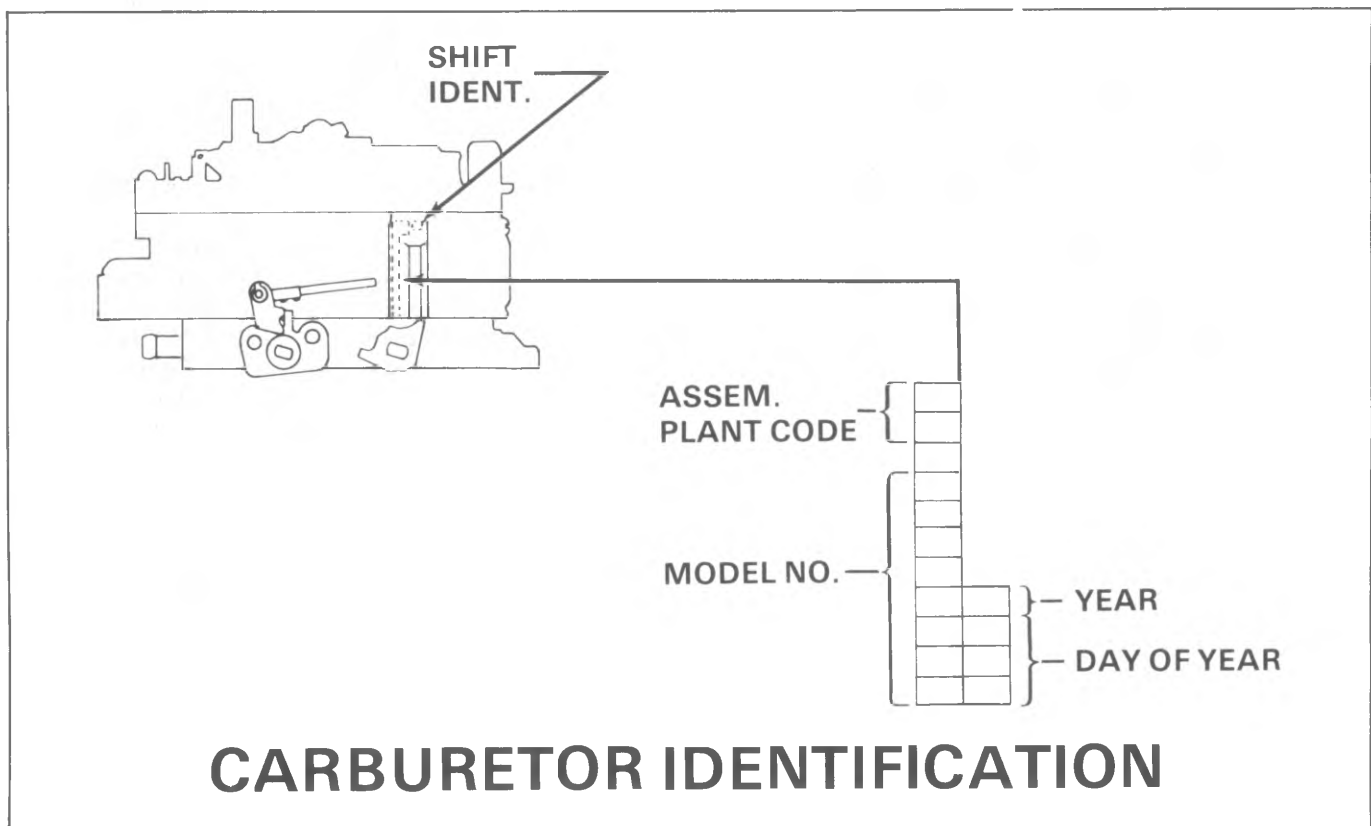 SHIFT
IDENT.
ASSEM.
PLANT CODE
MODEL NO.
YEAR
DAY OF YEAR
CARBURETOR IDENTIFICATION